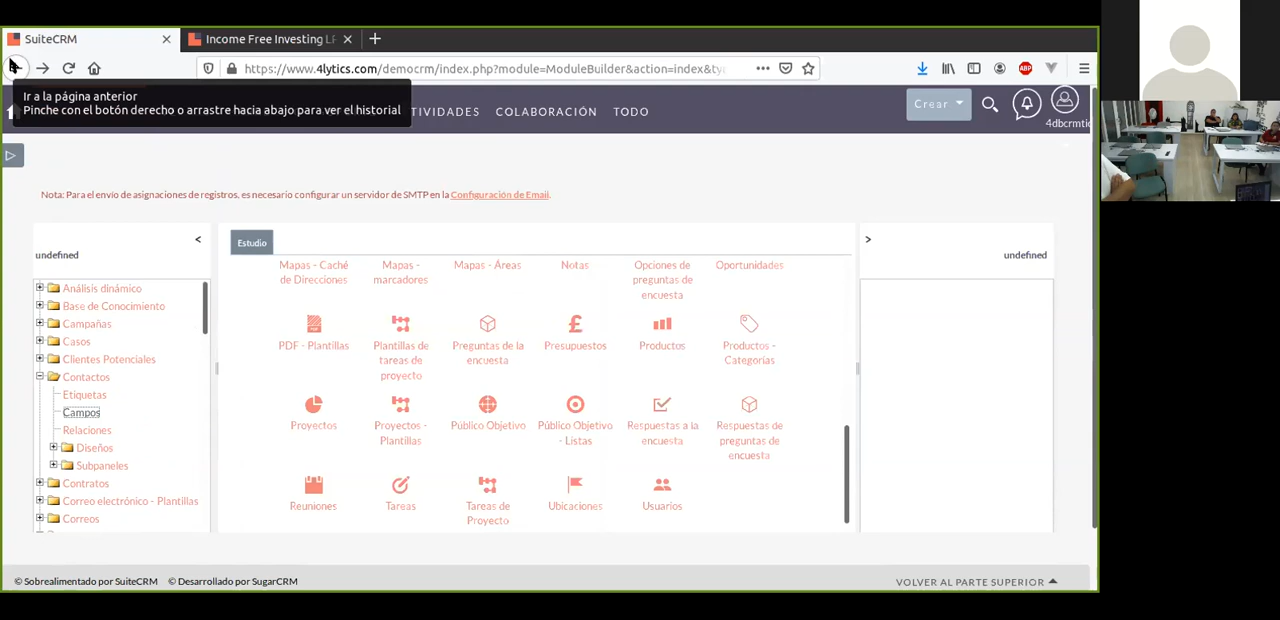 SuiteCRM
Income Free Investing LF
https://www.4lytics.com/democrm/index.php?module=ModuleBuilder&action=index&ty
ABP
Ir a la página anterior
Pinche con el botón derecho o arrastre hacia abajo para ver el historial
TIVIDADES
COLABORACIÓN
TODO
Crear
4dbcrmtic
Nota: Para el envío de asignaciones de registros, es necesario configurar un servidor de SMTP en la Configuración de Email.
<
undefined
Análisis dinámico
Base de Conocimiento
Campañas
Casos
Clientes Potenciales
Contactos
Etiquetas
Campos
Relaciones
Diseños
Subpaneles
Contratos
Correo electrónico - Plantillas
Correos
Estudio
Mapas - Caché
de Direcciones
Mapas -
marcadores
Mapas - Áreas
Notas
Opciones de
preguntas de
encuesta
Oportunidades
PDF - Plantillas
Plantillas de
tareas de
proyecto
Preguntas de la
encuesta
Presupuestos
Productos
Productos -
Categorías
Proyectos
Proyectos -
Plantillas
Público Objetivo
Público Objetivo
- Listas
Respuestas a la
encuesta
Respuestas de
preguntas de
encuesta
Reuniones
Tareas
Tareas de
Proyecto
Ubicaciones
Usuarios
>
undefined
© Sobrealimentado por SuiteCRM
© Desarrollado por SugarCRM
VOLVER AL PARTE SUPERIOR